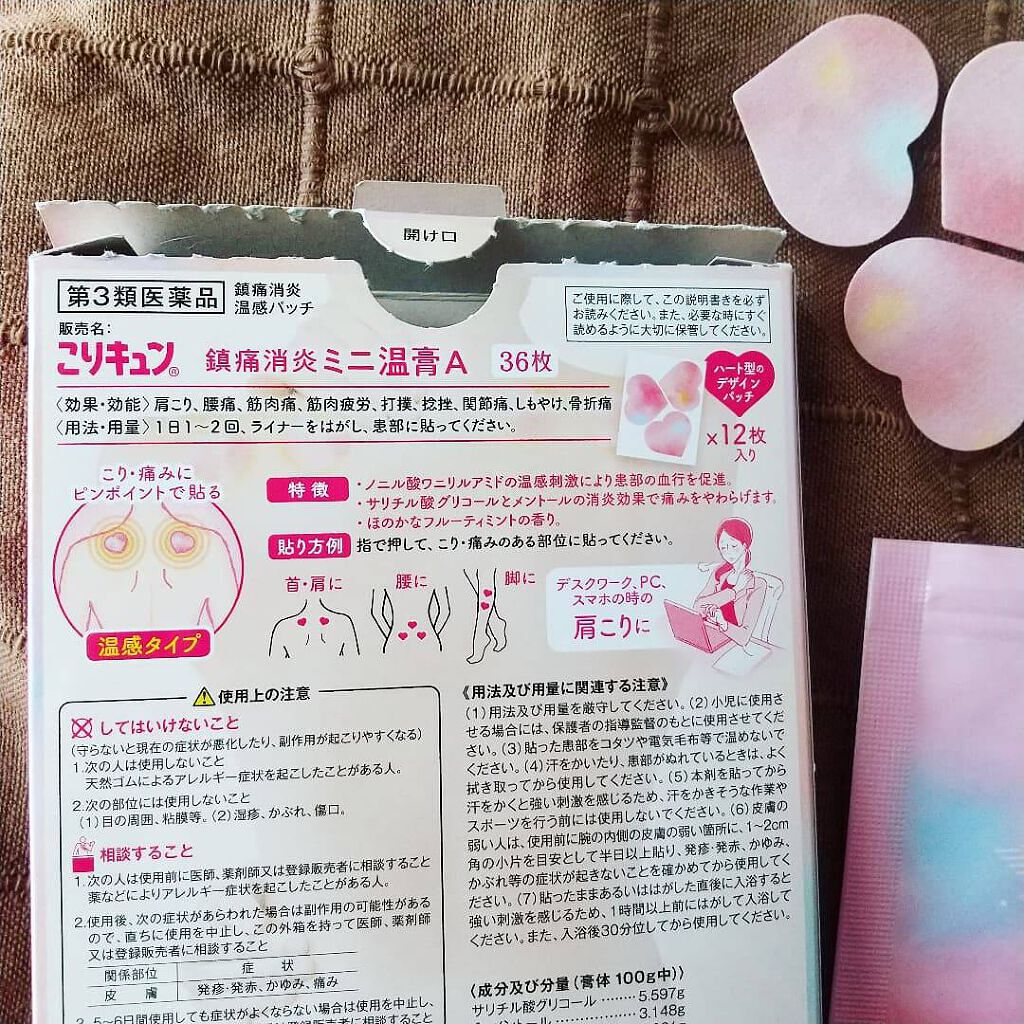 開け口
第3類医薬品
鎮痛消炎
温感パッチ
ご使用に際して、この説明書きを必ず
お読みください。また、必要な時にすぐ
読めるように大切に保管してください。
販売名:
こりキュン® 鎮痛消炎ミニ温膏A 36枚
〈効果・効能〉肩こり、腰痛、筋肉痛、筋肉疲労、打撲、捻挫、関節痛、しもやけ、骨折痛
〈用法・用量〉1日1〜2回、ライナーをはがし、患部に貼ってください。
ハート型の
デザイン
パッチ
×12枚
入り
こり・痛みに
ピンポイントで貼る
温感タイプ
特徴
・ノニル酸ワニリルアミドの温感刺激により患部の血行を促進。
・サリチル酸グリコールとメントールの消炎効果で痛みをやわらげます。
・ほのかなフルーティミントの香り。
貼り方例 指で押して、こり・痛みのある部位に貼ってください。
首・肩に
腰に
脚に
デスクワーク、PC、
スマホの時の
肩こりに
使用上の注意
してはいけないこと
(守らないと現在の症状が悪化したり、副作用が起こりやすくなる)
1.次の人は使用しないこと
天然ゴムによるアレルギー症状を起こしたことがある人。
2.次の部位には使用しないこと
(1)目の周囲、粘膜等。(2)湿疹、かぶれ、傷口。
相談すること
1.次の人は使用前に医師、薬剤師又は登録販売者に相談すること
薬などによりアレルギー症状を起こしたことがある人。
2.使用後、次の症状があらわれた場合は副作用の可能性がある
ので、直ちに使用を中止し、この外箱を持って医師、薬剤師
又は登録販売者に相談すること
関係部位 症状
皮膚 発疹・発赤、かゆみ、痛み
3.5〜6日間使用しても症状がよくならない場合は使用を中止し、
《用法及び用量に関連する注意》
(1)用法及び用量を厳守してください。(2)小児に使用さ
せる場合には、保護者の指導監督のもとに使用させてくだ
さい。(3)貼った患部をコタツや電気毛布等で温めないで
ください。(4)汗をかいたり、患部がぬれているときは、よく
拭き取ってから使用してください。(5)本剤を貼ってから
汗をかくと強い刺激を感じるため、汗をかきそうな作業や
スポーツを行う前には使用しないでください。(6)皮膚の
弱い人は、使用前に腕の内側の皮膚の弱い箇所に、1〜2cm
角の小片を目安として半日以上貼り、発疹・発赤、かゆみ、
かぶれ等の症状が起きないことを確かめてから使用してく
ださい。(7)貼ったままあるいははがした直後に入浴すると
強い刺激を感じるため、1時間以上前にはがして入浴して
ください。また、入浴後30分位してから使用してください。
〈成分及び分量(膏体 100g中)〉
サリチル酸グリコール ……… 5.597g
3.148g